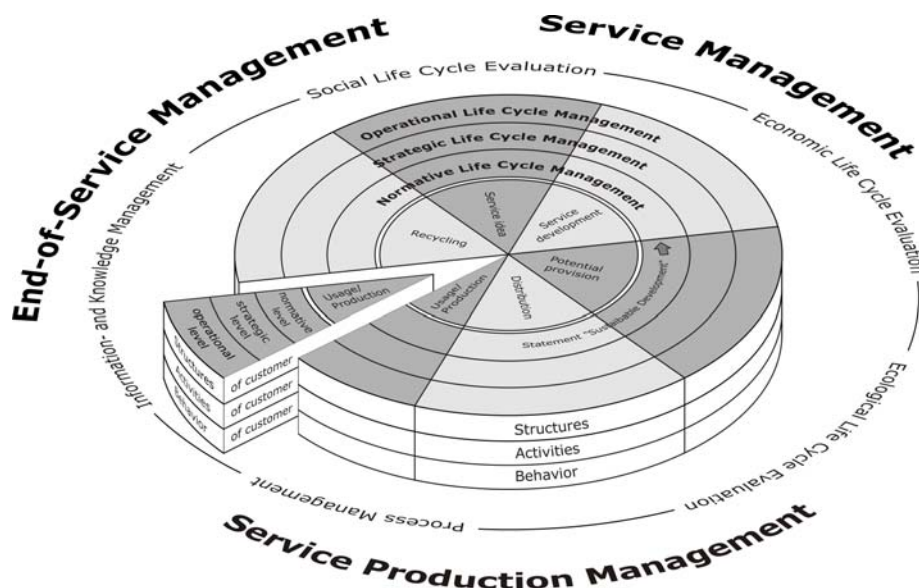 End-of-Service Management
Service Management
Social Life Cycle Evaluation
Economic Life Cycle Evaluation
Operational Life Cycle Management
Strategic Life Cycle Management
Normative Life Cycle Management
Information- and Knowledge Management
Service idea
Service development
Recycling
Potential provision
Usage/ Production
Distribution
Statement "Sustainable Development"
Usage/ Production
normative level
strategic level
operational level
Structures of customer
Activities of customer
Behavior of customer
Structures
Activities
Behavior
Ecological Life Cycle Evaluation
Process Management
Service Production Management